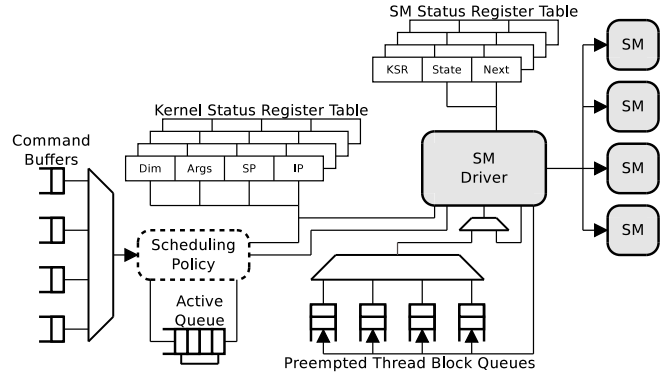 SM Status Register Table
KSR State Next
SM
SM
SM
SM
Kernel Status Register Table
Dim Args SP IP
Command
Buffers
SM
Driver
Scheduling
Policy
Active
Queue
Preempted Thread Block Queues